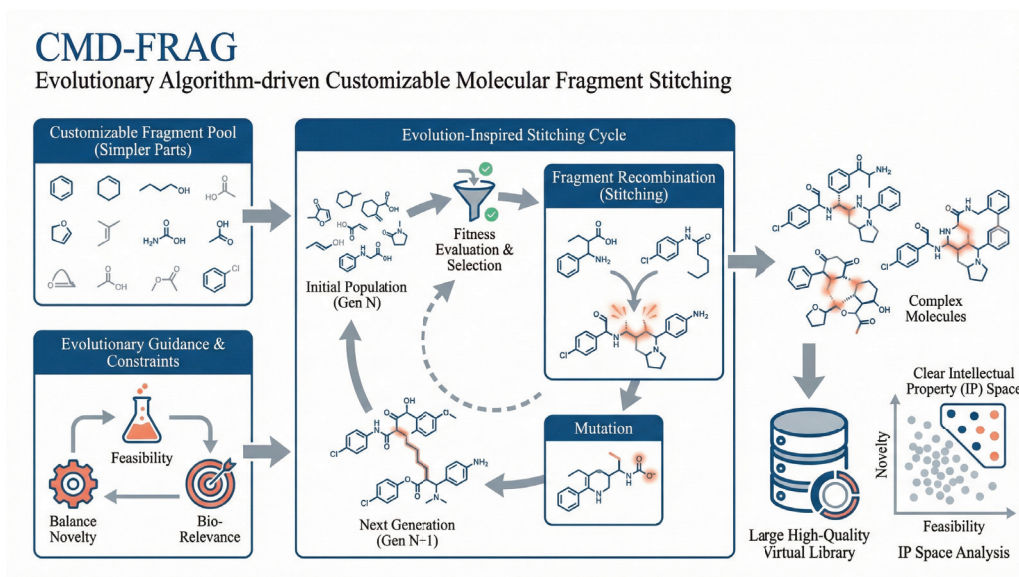 CMD-FRAG
Evolutionary Algorithm-driven Customizable Molecular Fragment Stitching
Customizable Fragment Pool
(Simpler Parts)
OH
HO
O
O
H₂N
OH
O
OH
O
O
O
OH
O
O
Cl
Evolutionary Guidance &
Constraints
Feasibility
Balance
Novelty
Bio-
Relevance
Evolution-Inspired Stitching Cycle
Initial Population
(Gen N)
Fitness
Evaluation &
Selection
Fragment Recombination
(Stitching)
OH
NH₂
Cl
H
N
O
NH₂
Cl
O
NH
N
Mutation
N
H
N
H
O
O⁻
Next Generation
(Gen N-1)
OH
O
Cl
H
N
O
NH₂
Cl
O
O
N
O
NH₂
Cl
O
N
H
N
H
N
O
HN
Cl
O
N
O
O
O
O
OH
O
Complex
Molecules
Large High-Quality
Virtual Library
Clear Intellectual
Property (IP) Space
Novelty
Feasibility
IP Space Analysis